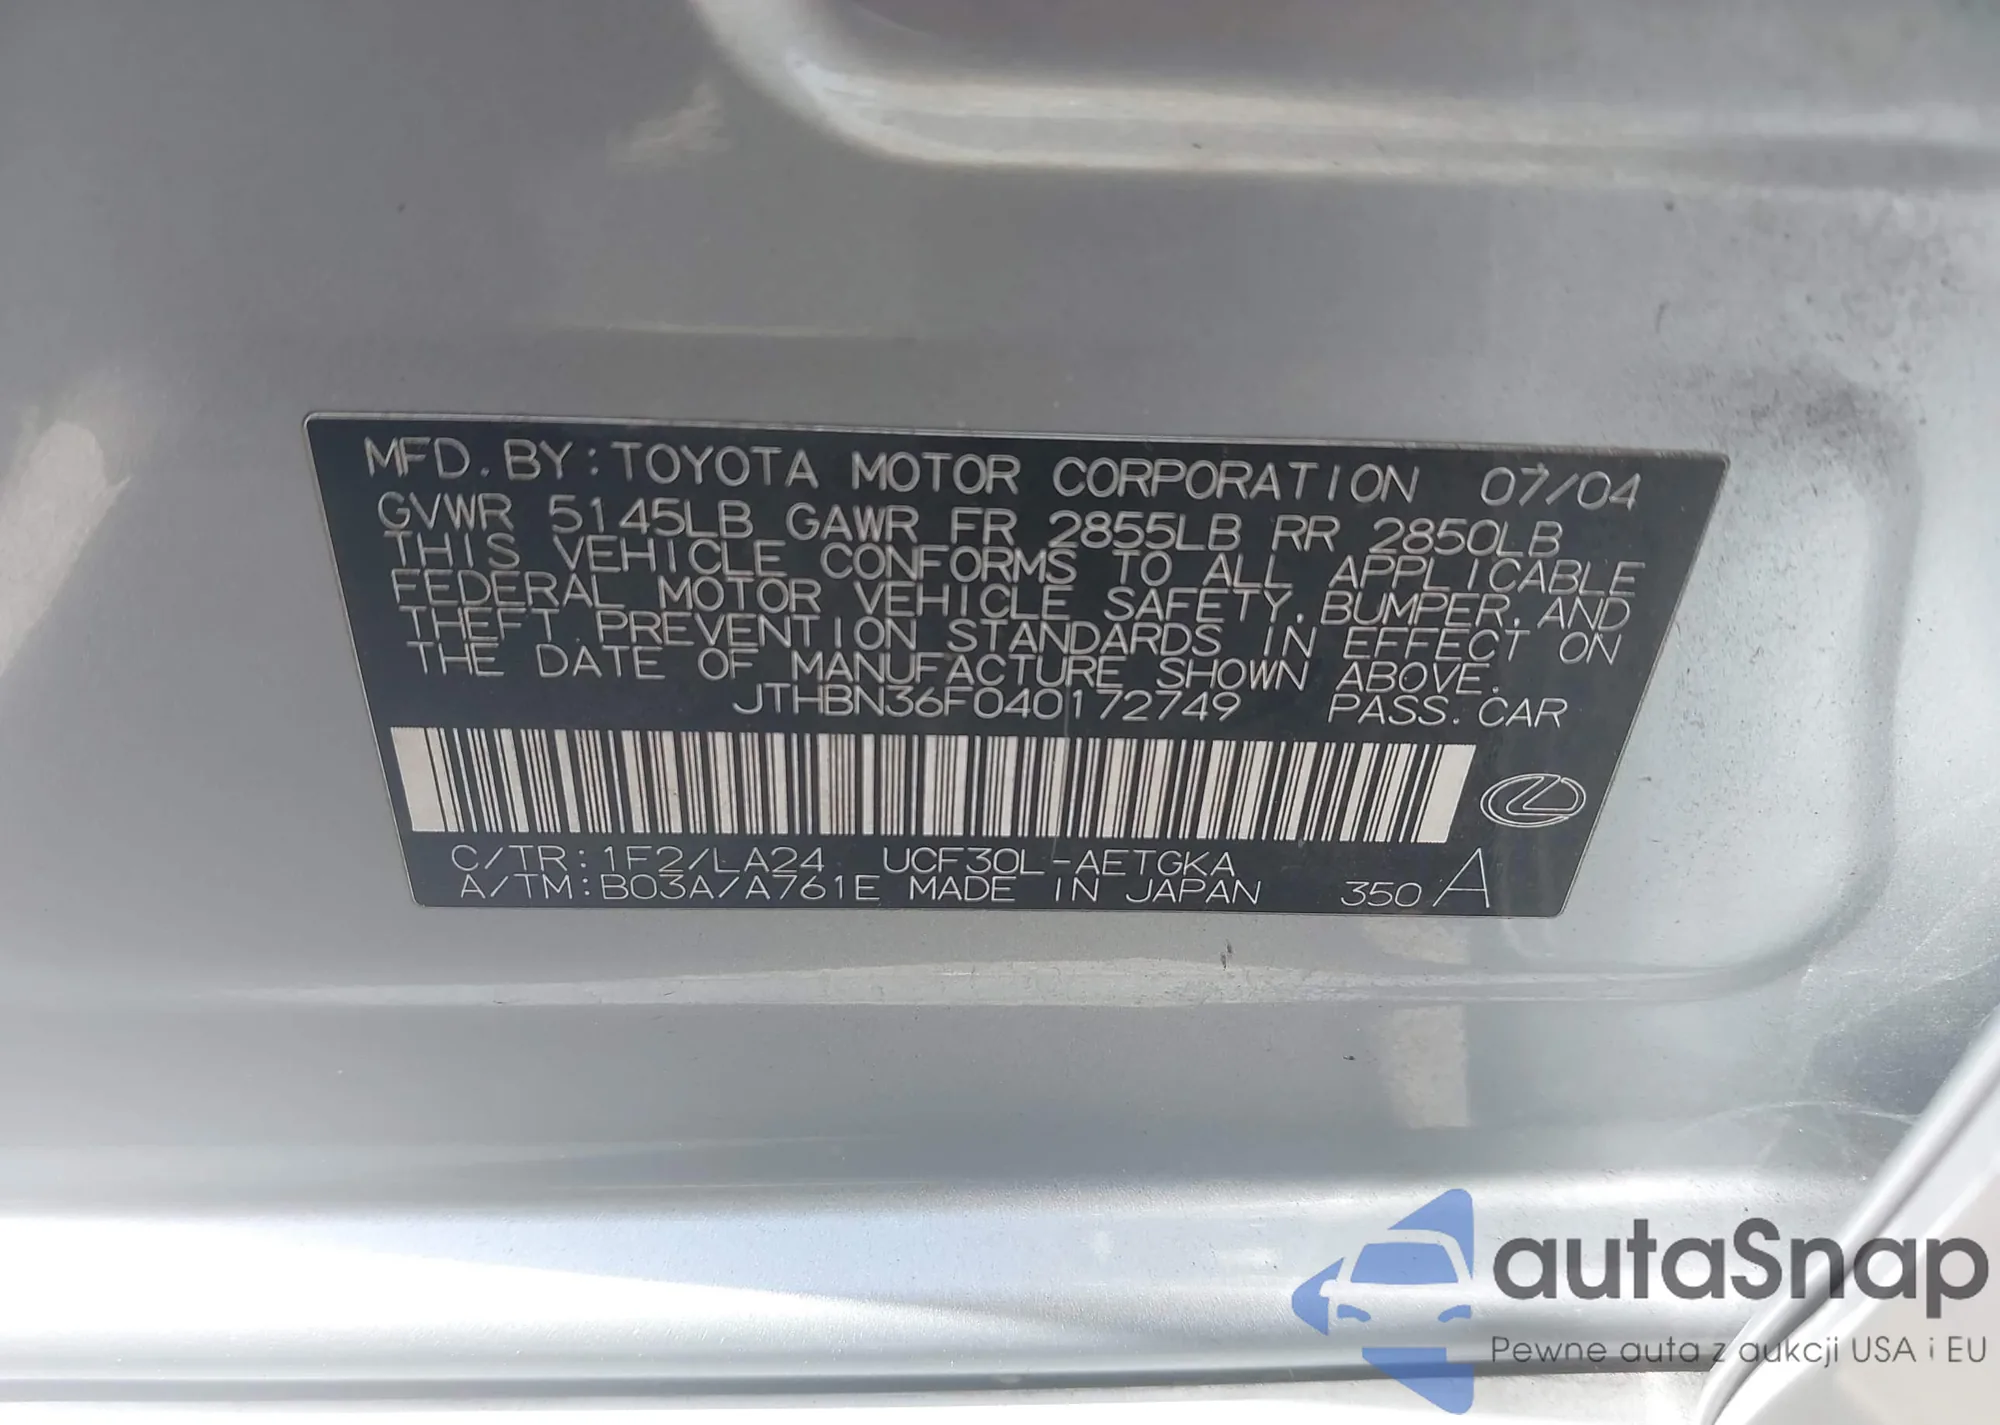 MFD. BY: TOYOTA MOTOR CORPORATION 07/04
GVWR 5145LB GAWR FR 2855LB RR 2850LB
THIS VEHICLE CONFORMS TO ALL APPLICABLE
FEDERAL MOTOR VEHICLE SAFETY, BUMPER, AND
THEFT PREVENTION STANDARDS IN EFFECT ON
THE DATE OF MANUFACTURE SHOWN ABOVE.
JTHBN36F040172749 PASS. CAR
C/TR: 1F2/LA24 UCF30L-AETGKA
A/TM: B03A/A761E MADE IN JAPAN 350 A
autaSnap
Pewne auta z aukcji USA i EU